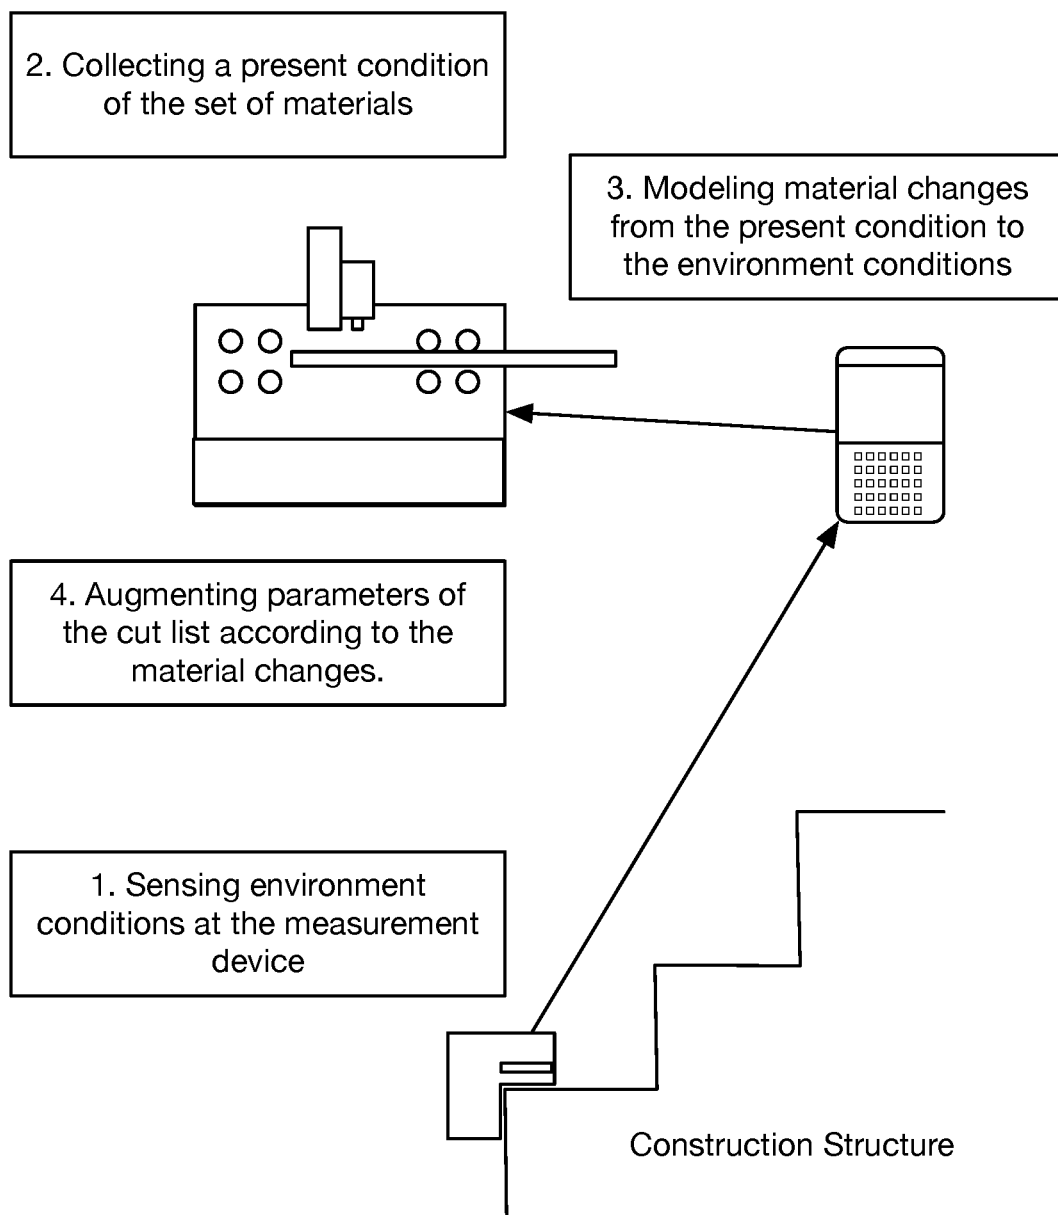 2. Collecting a present condition
of the set of materials
3. Modeling material changes
from the present condition to
the environment conditions
4. Augmenting parameters of
the cut list according to the
material changes.
1. Sensing environment
conditions at the measurement
device
Construction Structure